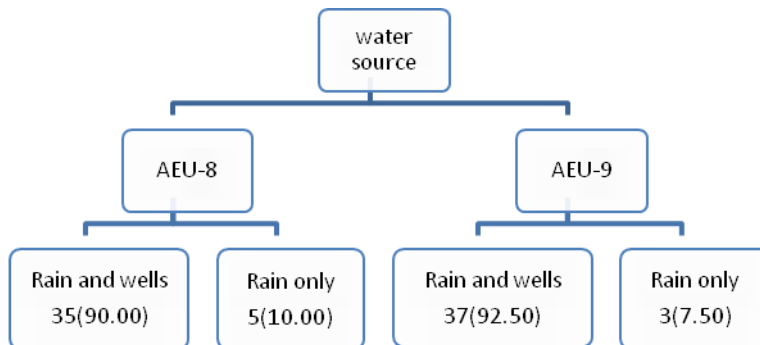 water
source
AEU-8
AEU-9
Rain and wells
35(90.00)
Rain only
5(10.00)
Rain and wells
37(92.50)
Rain only
3(7.50)